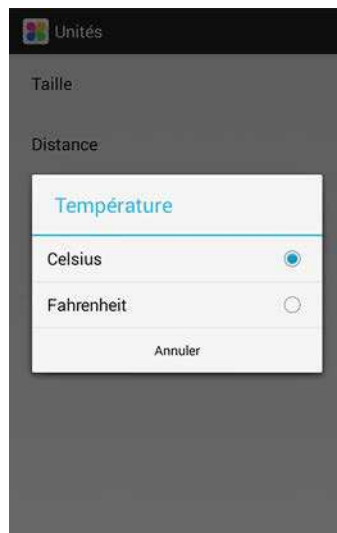 Unités
Taille
Distance
Température
Celsius
Fahrenheit
Annuler